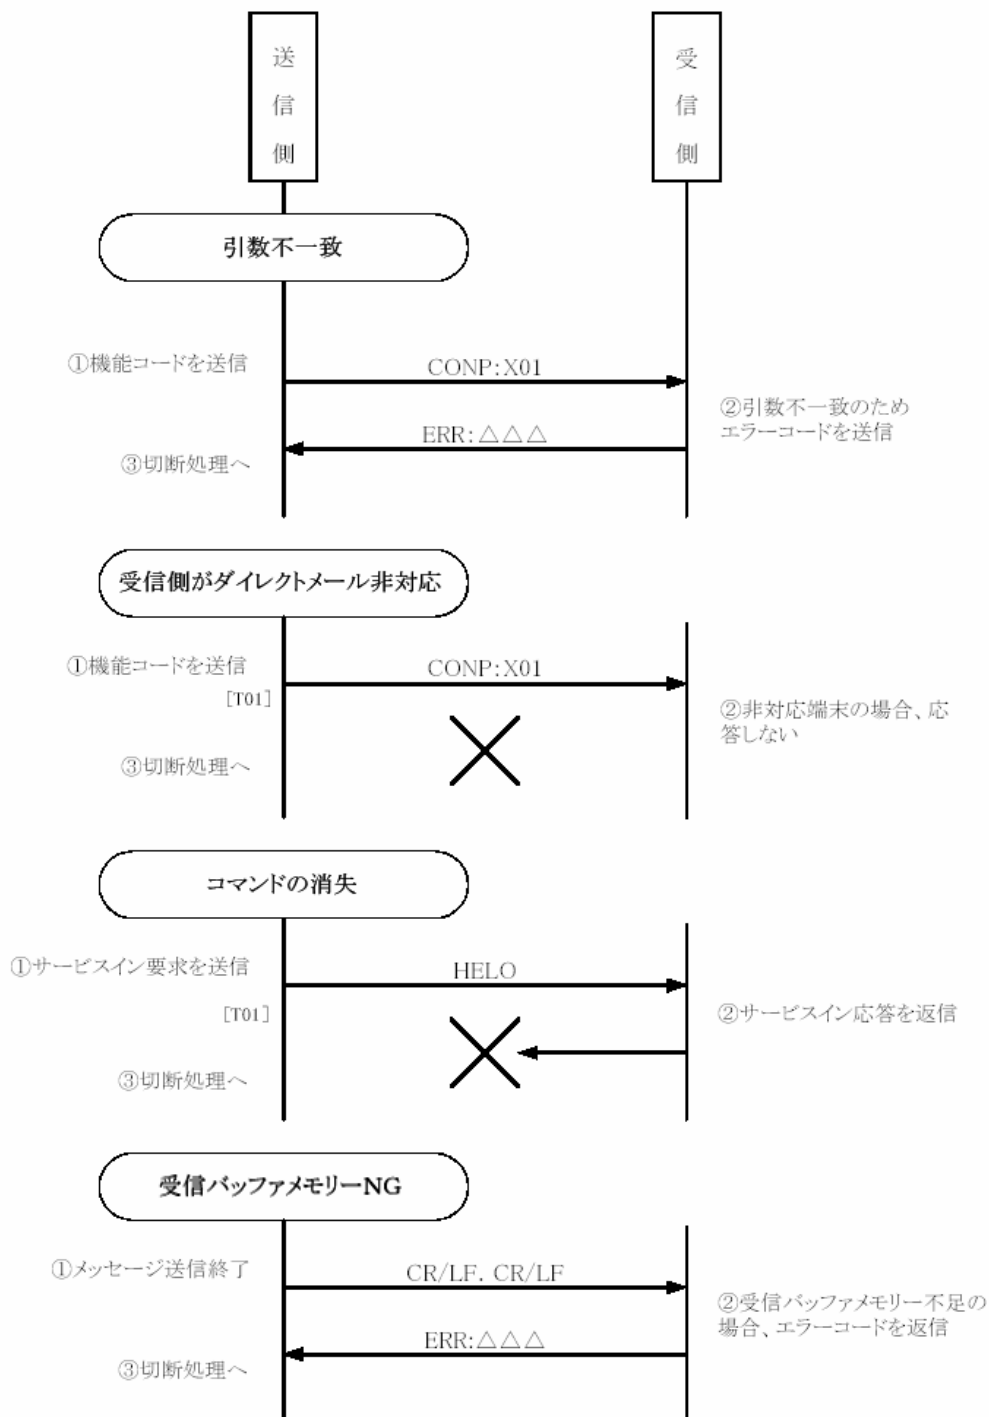 送信側
受信側
引数不一致
①機能コードを送信
CONP:X01
②引数不一致のため
エラーコードを送信
ERR:△△△
③切断処理へ
受信側がダイレクトメール非対応
①機能コードを送信
CONP:X01
[T01]
②非対応端末の場合、応
答しない
③切断処理へ
コマンドの消失
①サービスイン要求を送信
HELO
[T01]
②サービスイン応答を返信
③切断処理へ
受信バッファメモリーNG
①メッセージ送信終了
CR/LF. CR/LF
②受信バッファメモリー不足の
場合、エラーコードを返信
ERR:△△△
③切断処理へ